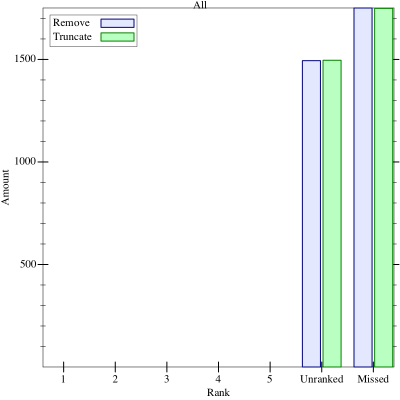 All
Remove
Truncate
1500
1000
500
Amount
1 2 3 4 5 Unranked Missed
Rank